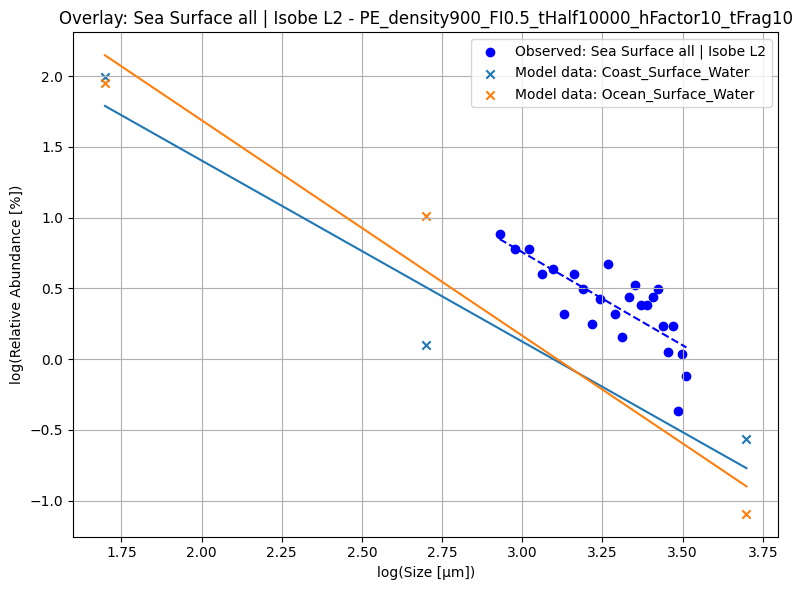 Overlay: Sea Surface all | Isobe L2 - PE_density900_FI0.5_tHalf10000_hFactor10_tFrag10
Observed: Sea Surface all | Isobe L2
Model data: Coast_Surface_Water
Model data: Ocean_Surface_Water
log(Relative Abundance [%])
2.0
1.5
1.0
0.5
0.0
−0.5
−1.0
1.75 2.00 2.25 2.50 2.75 3.00 3.25 3.50 3.75
log(Size [μm])